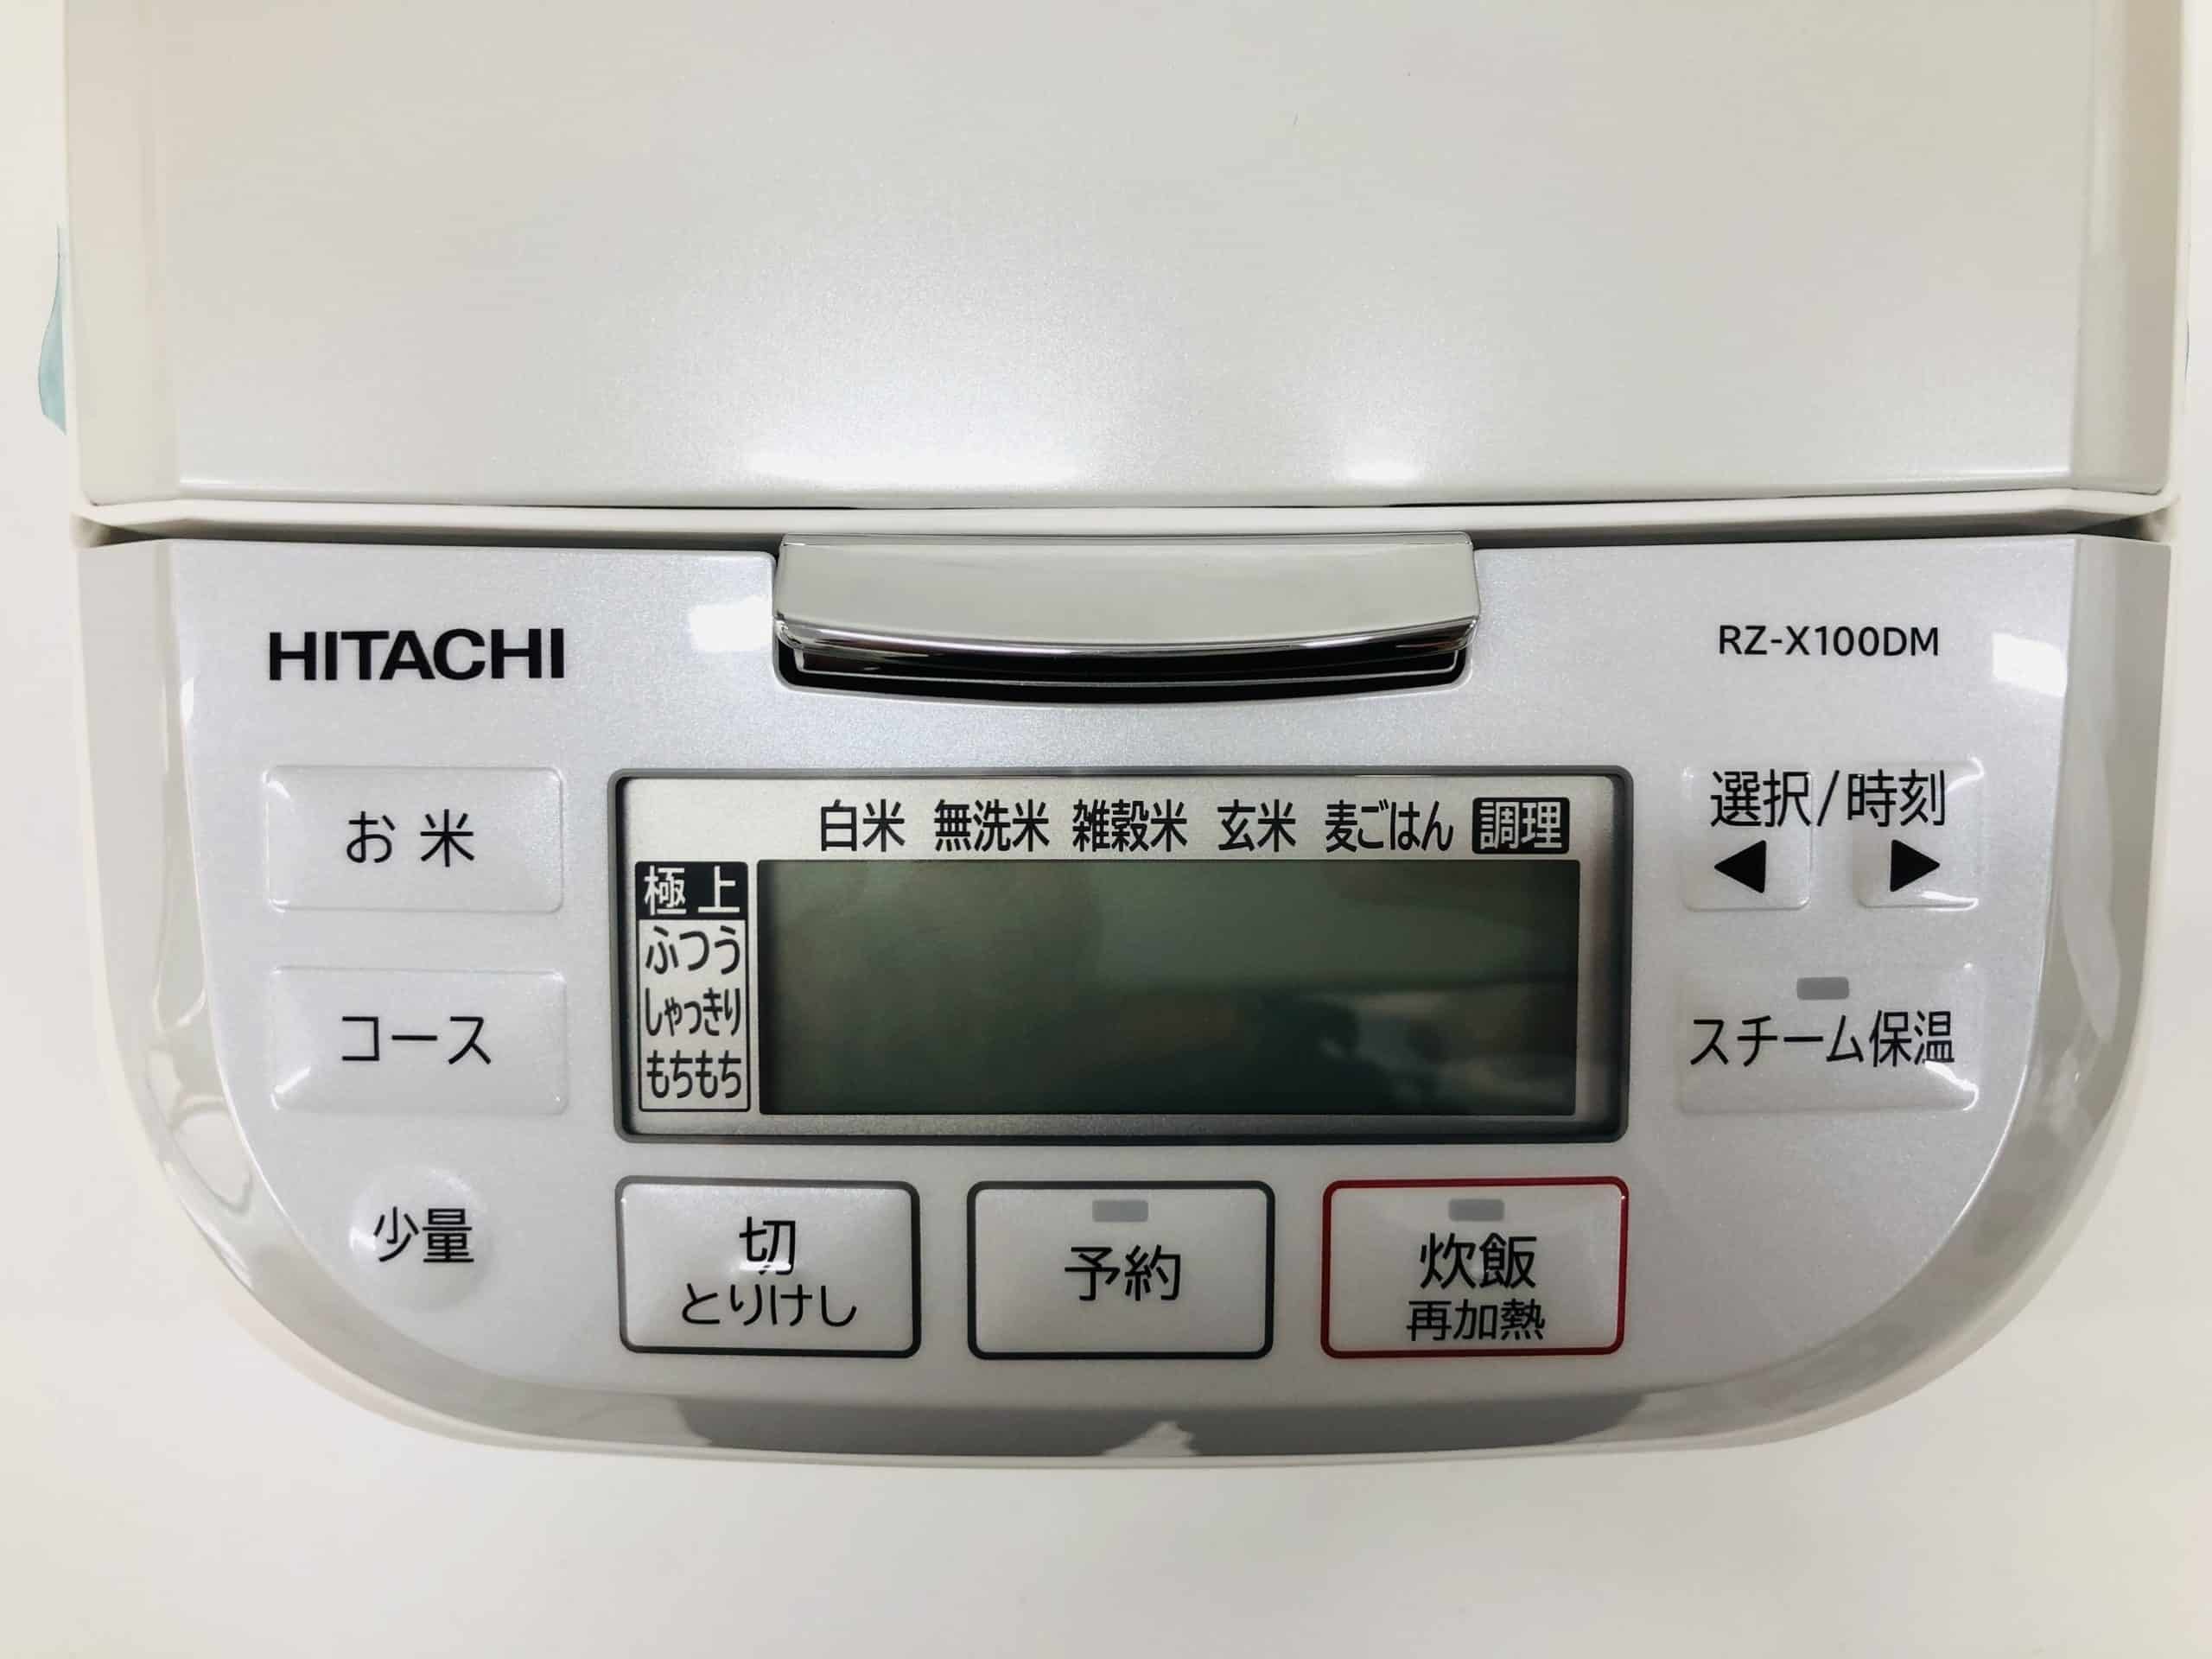 HITACHI
RZ-X100DM
お米
白米 無洗米 雑穀米 玄米 麦ごはん 調理
極上
ふつう
しゃっきり
もちもち
選択/時刻
◀ ▶
コース
スチーム保温
少量
切
とりけし
予約
炊飯
再加熱